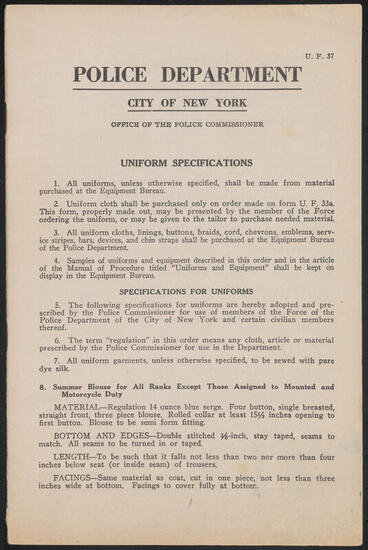 U. F. 37
POLICE DEPARTMENT
CITY OF NEW YORK
OFFICE OF THE POLICE COMMISSIONER
UNIFORM SPECIFICATIONS
1. All uniforms, unless otherwise specified, shall be made from material
purchased at the Equipment Bureau.
2. Uniform cloth shall be purchased only on order made on form U. F. 33a.
This form, properly made out, may be presented by the member of the Force
ordering the uniform, or may be given to the tailor to purchase needed material.
3. All uniform cloths, linings, buttons, braids, cord, chevrons, emblems, serv-
ice stripes, bars, devices, and chin straps shall be purchased at the Equipment Bureau
of the Police Department.
4. Samples of uniforms and equipment described in this order and in the article
of the Manual of Procedure titled "Uniforms and Equipment" shall be kept on
display in the Equipment Bureau.
SPECIFICATIONS FOR UNIFORMS
5. The following specifications for uniforms are hereby adopted and pre-
scribed by the Police Commissioner for use of members of the Force of the
Police Department of the City of New York and certain civilian members
thereof.
6. The term "regulation" in this order means any cloth, article or material
prescribed by the Police Commissioner for use in the Department.
7. All uniform garments, unless otherwise specified, to be sewed with pure
dye silk.
8. Summer Blouse for All Ranks Except Those Assigned to Mounted and
Motorcycle Duty
MATERIAL—Regulation 14 ounce blue serge. Four button, single breasted,
straight front, three piece blouse. Rolled collar at least 15½ inches opening to
first button. Blouse to be semi form fitting.
BOTTOM AND EDGES—Double stitched ⅜-inch, stay taped, seams to
match. All seams to be turned in or taped.
LENGTH—To be such that it falls not less than two nor more than four
inches below seat (or inside seam) of trousers.
FACINGS—Same material as coat, cut in one piece, not less than three
inches wide at bottom. Facings to cover fully at bottom.